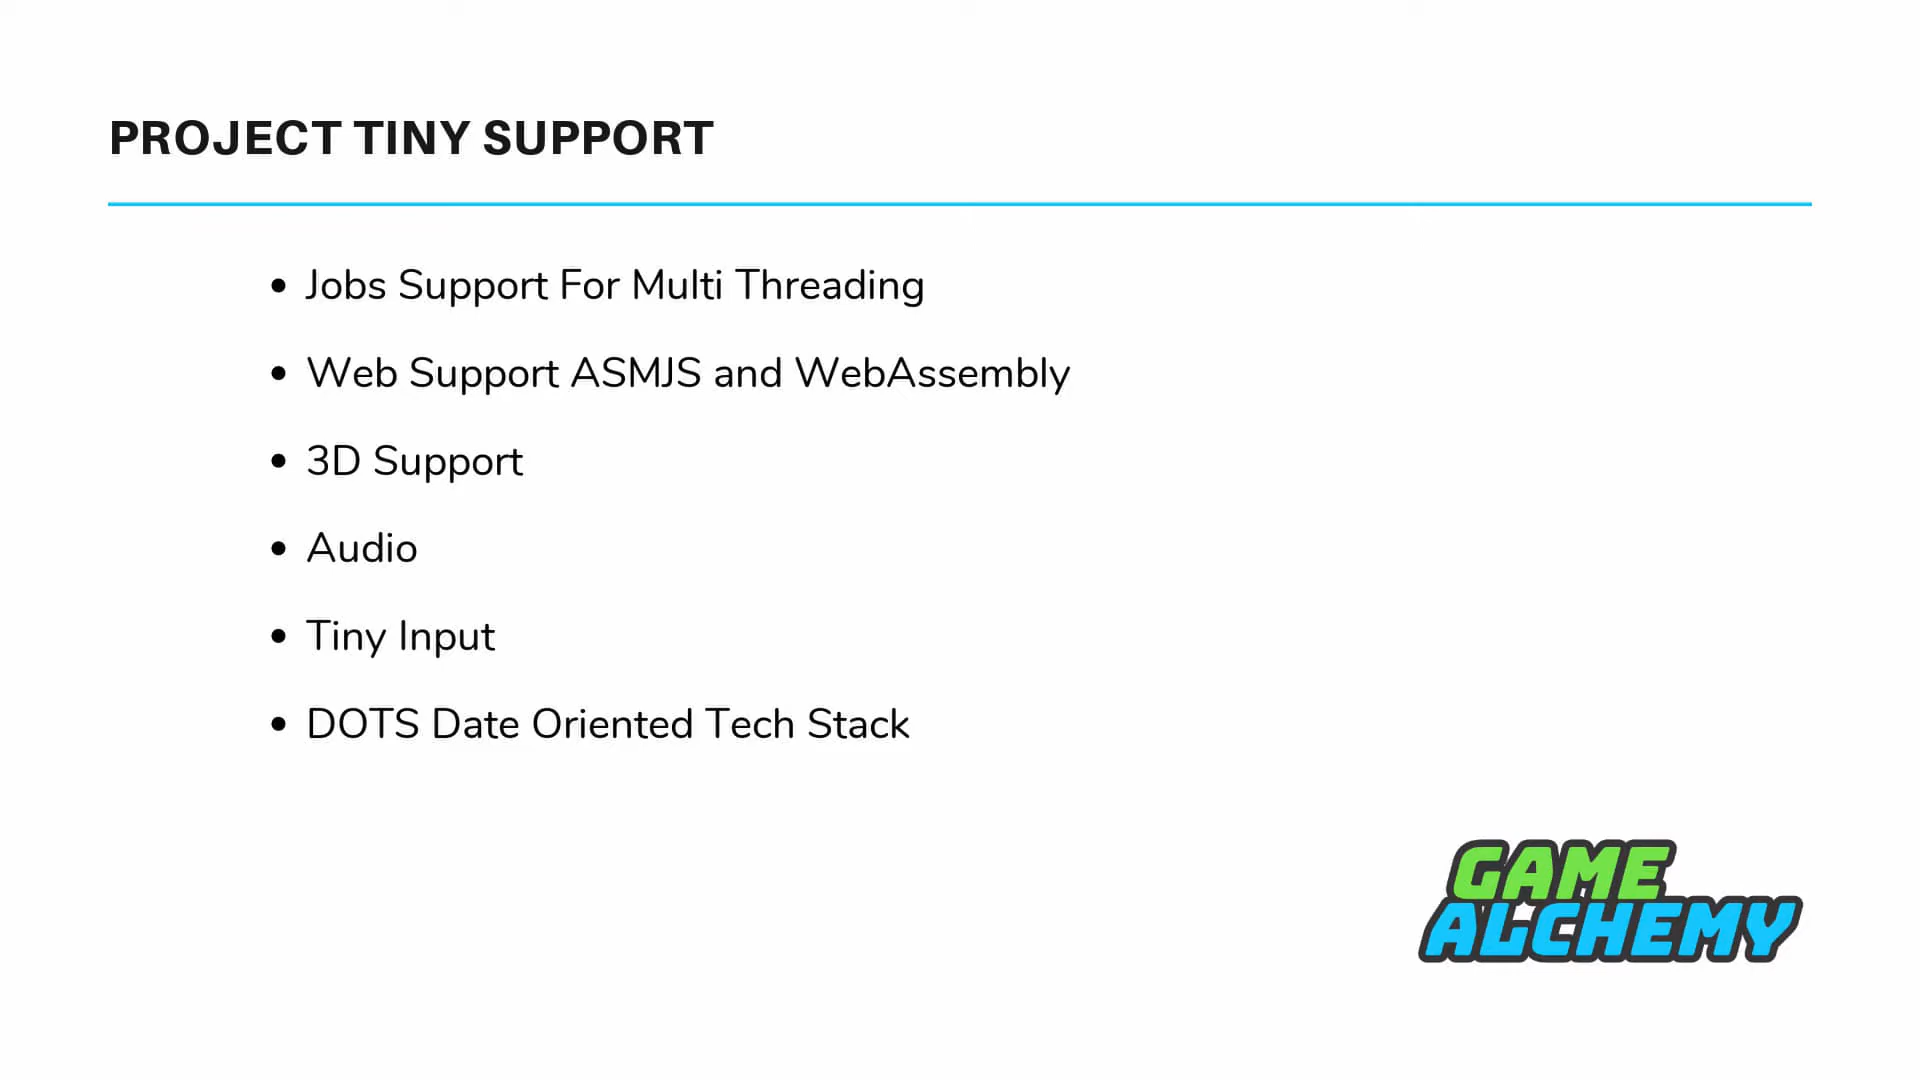 PROJECT TINY SUPPORT
• Jobs Support For Multi Threading
• Web Support ASMJS and WebAssembly
• 3D Support
• Audio
• Tiny Input
• DOTS Date Oriented Tech Stack
GAME
ALCHEMY